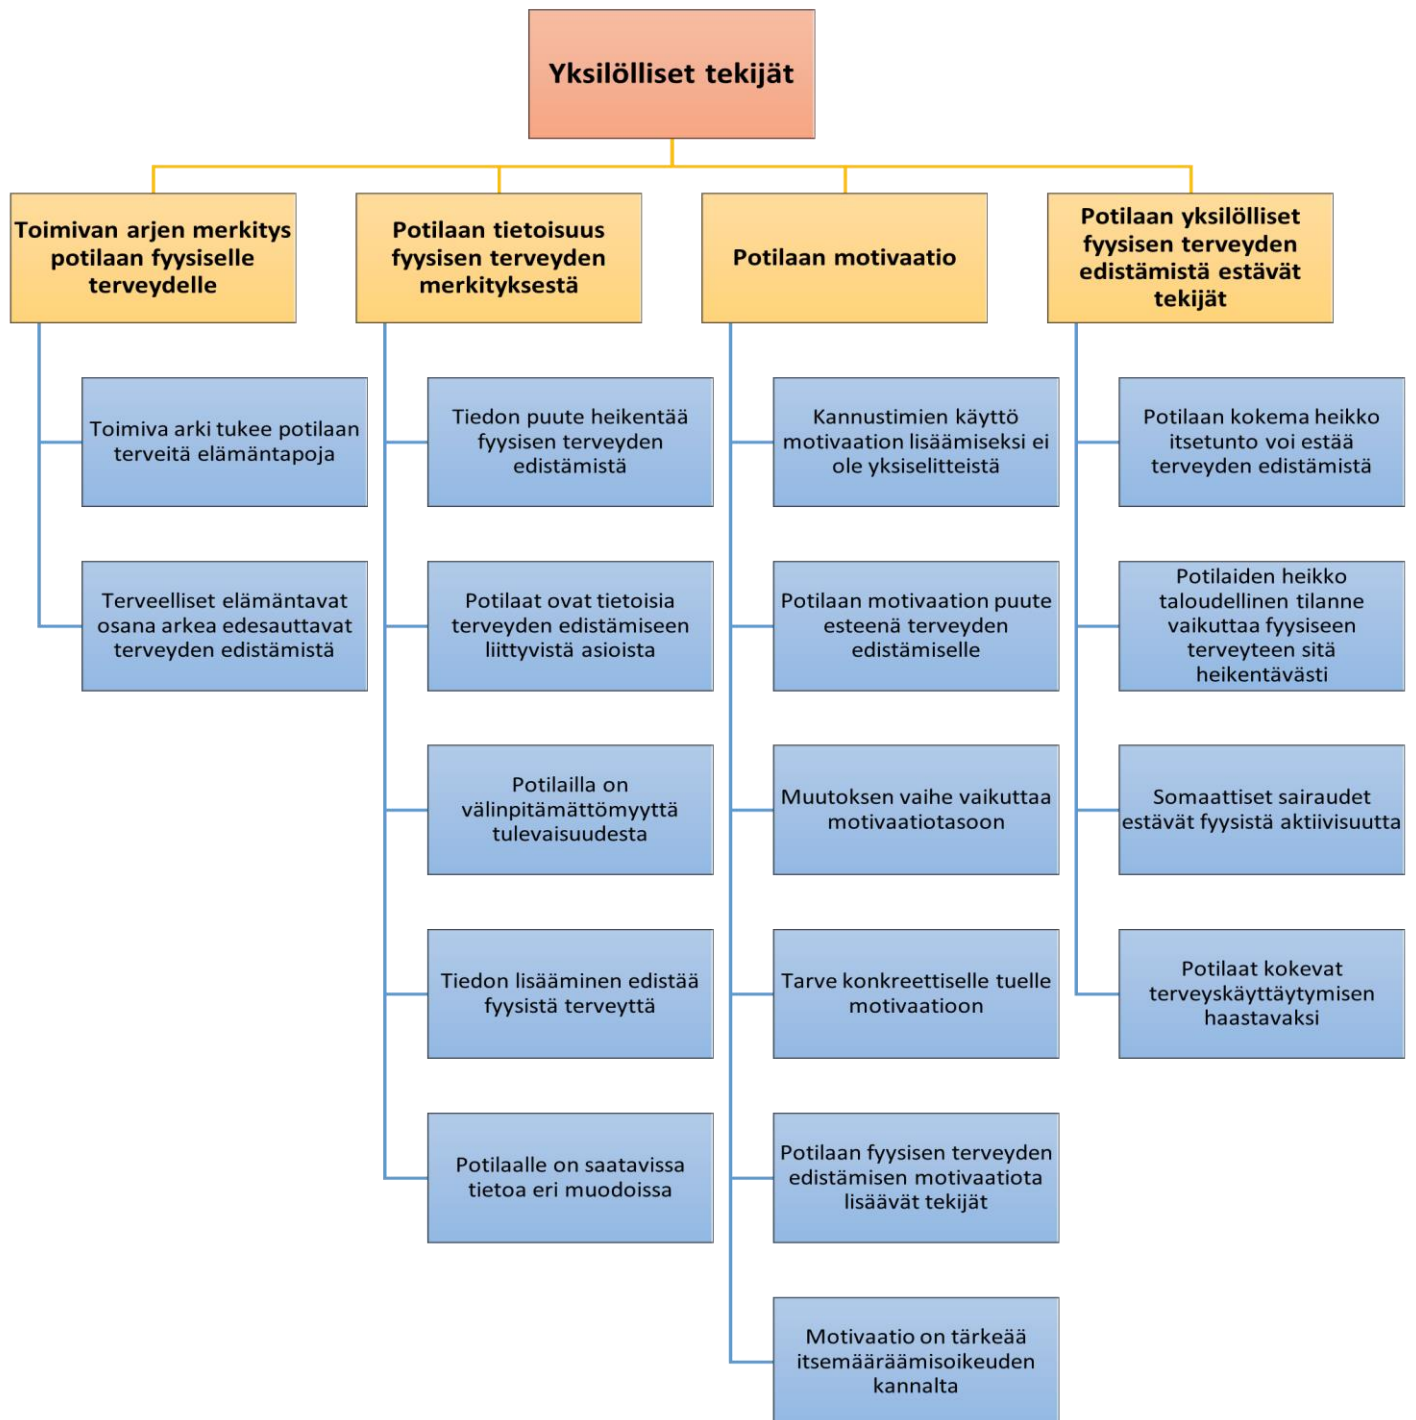 Yksilölliset tekijät
Toimivan arjen merkitys
potilaan fyysiselle
terveydelle
Toimiva arki tukee potilaan
terveitä elämäntapoja
Terveelliset elämäntavat
osana arkea edesauttavat
terveyden edistämistä
Potilaan tietoisuus
fyysisen terveyden
merkityksestä
Tiedon puute heikentää
fyysisen terveyden
edistämistä
Potilaat ovat tietoisia
terveyden edistämiseen
liittyvistä asioista
Potilailla on
välinpitämättömyyttä
tulevaisuudesta
Tiedon lisääminen edistää
fyysistä terveyttä
Potilaalle on saatavissa
tietoa eri muodoissa
Potilaan motivaatio
Kannustimien käyttö
motivaation lisäämiseksi ei
ole yksiselitteistä
Potilaan motivaation puute
esteenä terveyden
edistämiselle
Muutoksen vaihe vaikuttaa
motivaatiotasoon
Tarve konkreettiselle tuelle
motivaatioon
Potilaan fyysisen terveyden
edistämisen motivaatiota
lisäävät tekijät
Motivaatio on tärkeää
itsemääräämisoikeuden
kannalta
Potilaan yksilölliset
fyysisen terveyden
edistämistä estävät
tekijät
Potilaan kokema heikko
itsetunto voi estää
terveyden edistämistä
Potilaiden heikko
taloudellinen tilanne
vaikuttaa fyysiseen
terveyteen sitä
heikentävästi
Somaattiset sairaudet
estävät fyysistä aktiivisuutta
Potilaat kokevat
terveyskäyttäytymisen
haastavaksi